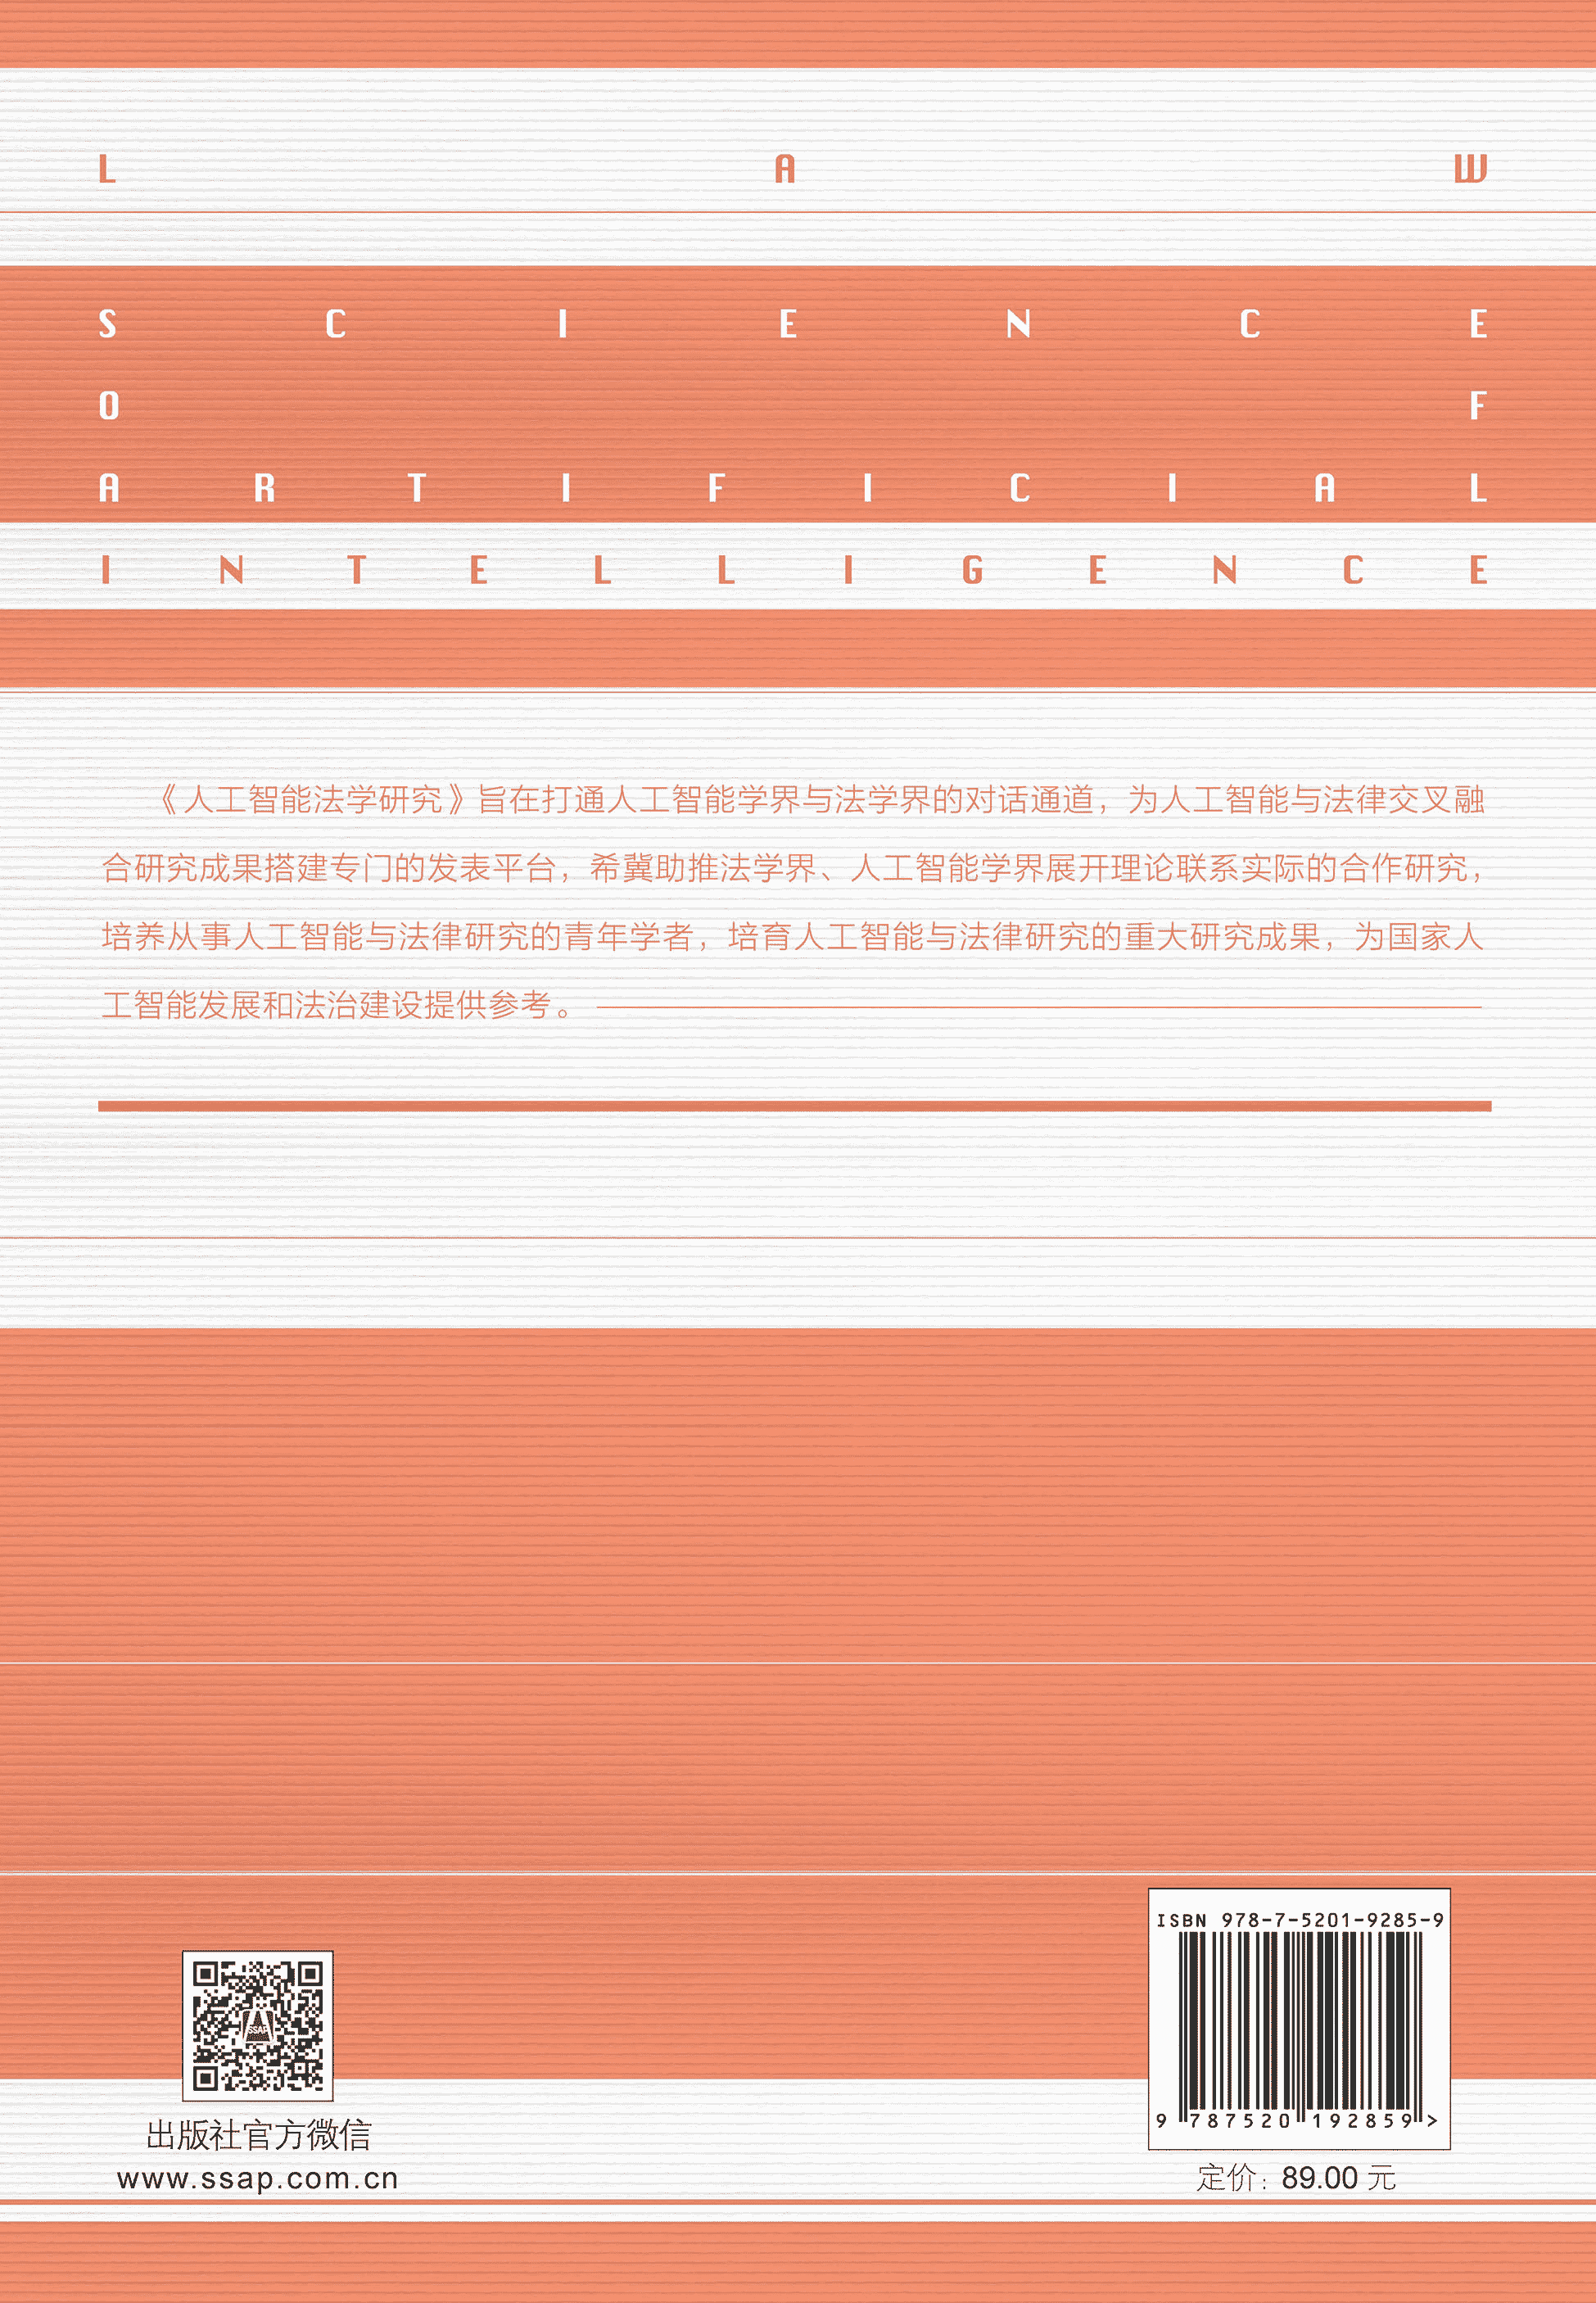 LAW
SCIENCE
OF
ARTIFICIAL
INTELLIGENCE
《人工智能法学研究》旨在打通人工智能学界与法学界的对话通道，为人工智能与法律交叉融
合研究成果搭建专门的发表平台，希冀助推法学界、人工智能学界展开理论联系实际的合作研究，
培养从事人工智能与法律研究的青年学者，培育人工智能与法律研究的重大研究成果，为国家人
工智能发展和法治建设提供参考。
SSAP
出版社官方微信
www.ssap.com.cn
ISBN 978-7-5201-9285-9
9 787520 192859>
定价：89.00 元